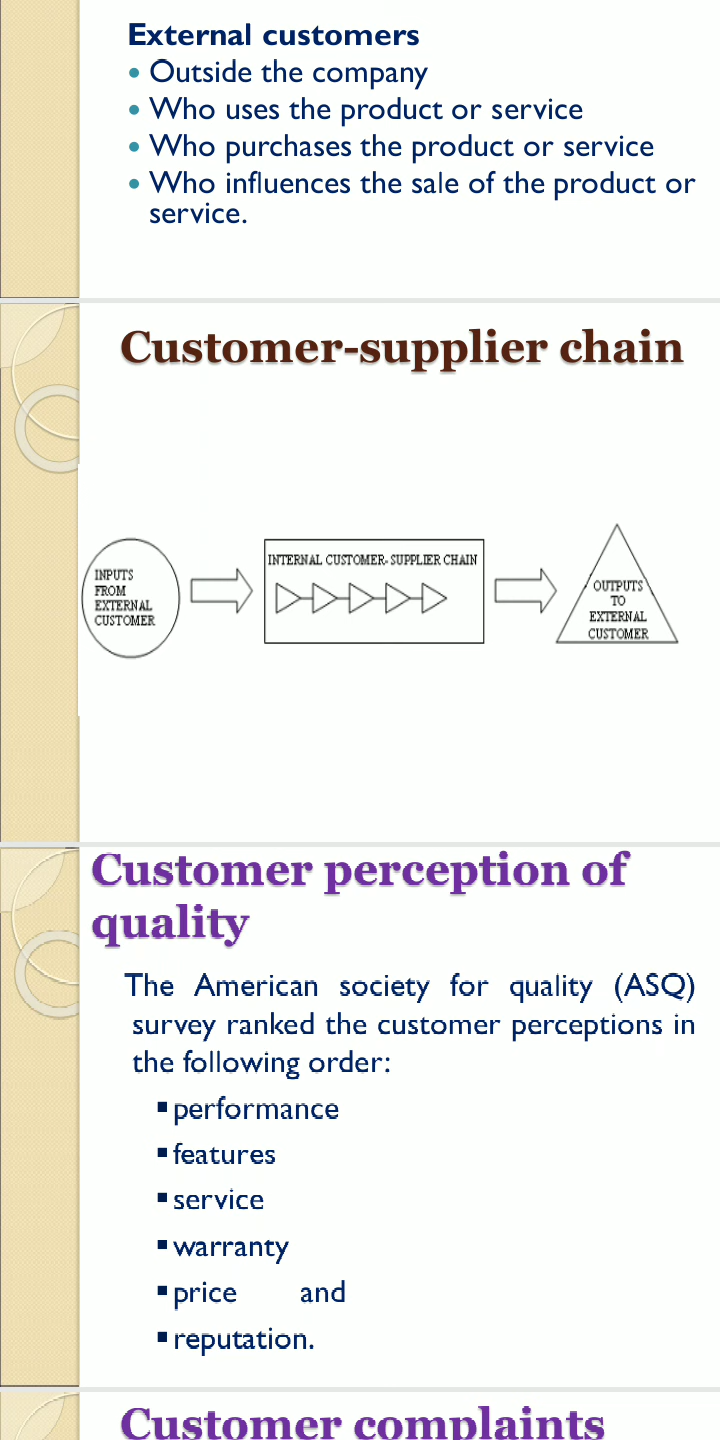 External customers
• Outside the company
• Who uses the product or service
• Who purchases the product or service
• Who influences the sale of the product or
service.
Customer-supplier chain
INPUTS
FROM
EXTERNAL
CUSTOMER
INTERNAL CUSTOMER-SUPPLIER CHAIN
OUTPUTS
TO
EXTERNAL
CUSTOMER
Customer perception of
quality
The American society for quality (ASQ)
survey ranked the customer perceptions in
the following order:
▪ performance
▪ features
▪ service
▪ warranty
▪ price and
▪ reputation.
Customer complaints